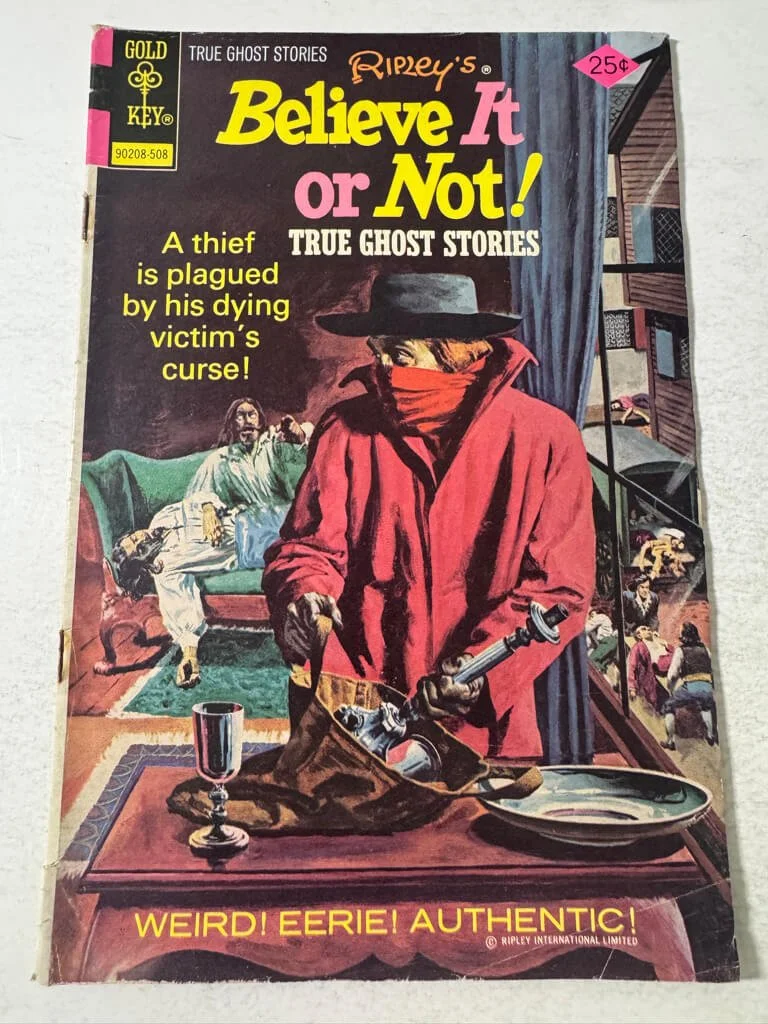 GOLD
KEY®
90208-508
TRUE GHOST STORIES
RIPLEY'S®
25¢
Believe It
or Not!
TRUE GHOST STORIES
A thief
is plagued
by his dying
victim's
curse!
WEIRD! EERIE! AUTHENTIC!
© RIPLEY INTERNATIONAL LIMITED